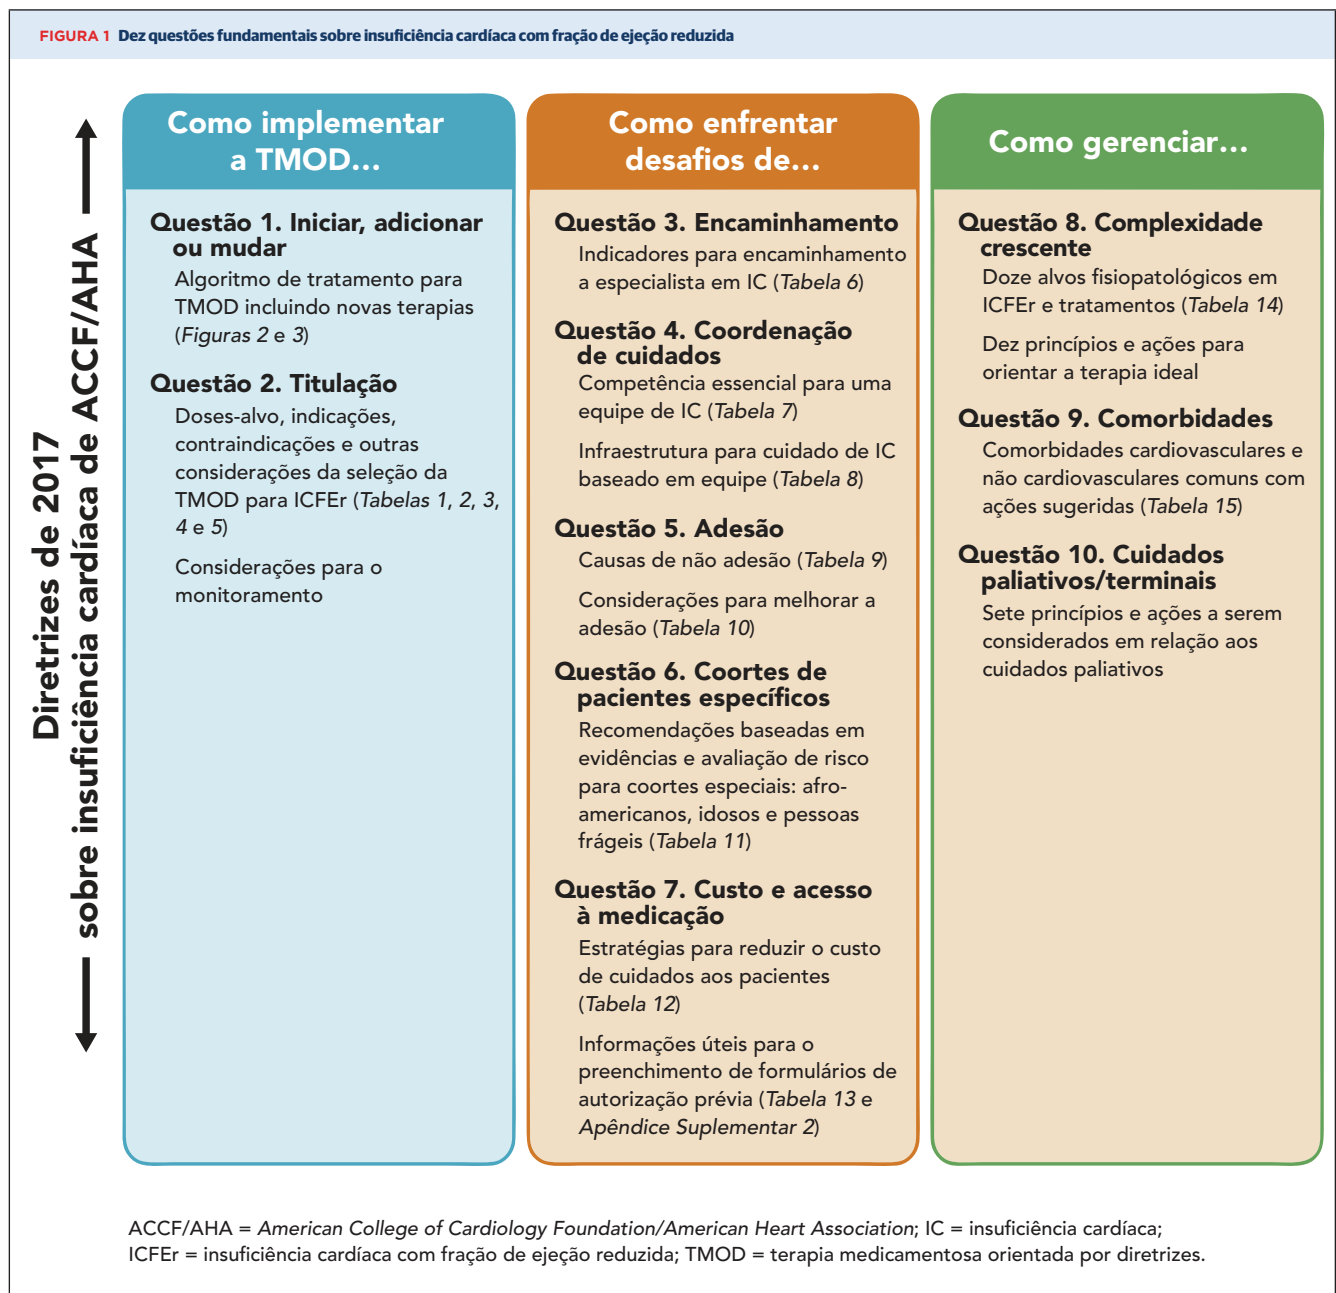 FIGURA 1 Dez questões fundamentais sobre insuficiência cardíaca com fração de ejeção reduzida
Diretrizes de 2017
sobre insuficiência cardíaca de ACCF/AHA
Como implementar
a TMOD...
Questão 1. Iniciar, adicionar
ou mudar
Algoritmo de tratamento para
TMOD incluindo novas terapias
(Figuras 2 e 3)
Questão 2. Titulação
Doses-alvo, indicações,
contraindicações e outras
considerações da seleção da
TMOD para ICFEr (Tabelas 1, 2, 3,
4 e 5)
Considerações para o
monitoramento
Como enfrentar
desafios de...
Questão 3. Encaminhamento
Indicadores para encaminhamento
a especialista em IC (Tabela 6)
Questão 4. Coordenação
de cuidados
Competência essencial para uma
equipe de IC (Tabela 7)
Infraestrutura para cuidado de IC
baseado em equipe (Tabela 8)
Questão 5. Adesão
Causas de não adesão (Tabela 9)
Considerações para melhorar a
adesão (Tabela 10)
Questão 6. Coortes de
pacientes específicos
Recomendações baseadas em
evidências e avaliação de risco
para coortes especiais: afro-
americanos, idosos e pessoas
frágeis (Tabela 11)
Questão 7. Custo e acesso
à medicação
Estratégias para reduzir o custo
de cuidados aos pacientes
(Tabela 12)
Informações úteis para o
preenchimento de formulários de
autorização prévia (Tabela 13 e
Apêndice Suplementar 2)
Como gerenciar...
Questão 8. Complexidade
crescente
Doze alvos fisiopatológicos em
ICFEr e tratamentos (Tabela 14)
Dez princípios e ações para
orientar a terapia ideal
Questão 9. Comorbidades
Comorbidades cardiovasculares e
não cardiovasculares comuns com
ações sugeridas (Tabela 15)
Questão 10. Cuidados
paliativos/terminais
Sete princípios e ações a serem
considerados em relação aos
cuidados paliativos
ACCF/AHA = American College of Cardiology Foundation/American Heart Association; IC = insuficiência cardíaca;
ICFEr = insuficiência cardíaca com fração de ejeção reduzida; TMOD = terapia medicamentosa orientada por diretrizes.